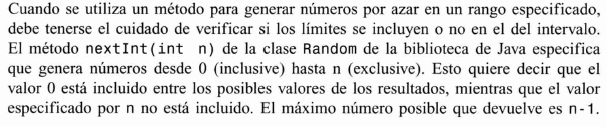 Cuando se utiliza un método para generar números por azar en un rango especificado,
debe tenerse el cuidado de verificar si los límites se incluyen o no en el del intervalo.
El método nextInt(int n) de la clase Random de la biblioteca de Java especifica
que genera números desde 0 (inclusive) hasta n (exclusive). Esto quiere decir que el
valor 0 está incluido entre los posibles valores de los resultados, mientras que el valor
especificado por n no está incluido. El máximo número posible que devuelve es n-1.